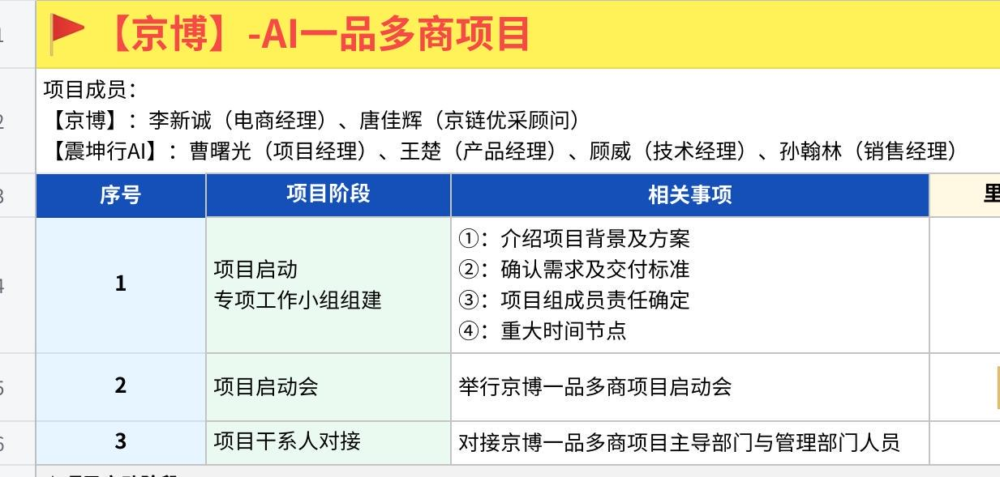 【京博】-AI一品多商项目
项目成员：
【京博】：李新诚（电商经理）、唐佳辉（京链优采顾问）
【震坤行AI】：曹曙光（项目经理）、王楚（产品经理）、顾威（技术经理）、孙翰林（销售经理）
序号 项目阶段 相关事项
1
项目启动
专项工作小组组建
①：介绍项目背景及方案
②：确认需求及交付标准
③：项目组成员责任确定
④：重大时间节点
2 项目启动会 举行京博一品多商项目启动会
3 项目干系人对接 对接京博一品多商项目主导部门与管理部门人员